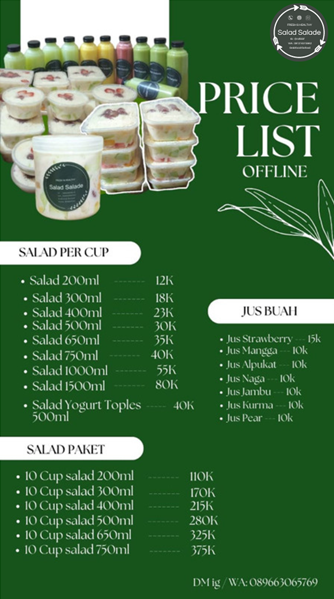 Salad Salade
PRICE
LIST
OFFLINE
Salad Salade
SALAD PER CUP
• Salad 200ml ------- 12K
• Salad 300ml ------- 18K
• Salad 400ml ------- 23K
• Salad 500ml ------- 30K
• Salad 650ml ------- 35K
• Salad 750ml ------- 40K
• Salad 1000ml ------- 55K
• Salad 1500ml ------- 80K
• Salad Yogurt Toples ----- 40K
500ml
JUS BUAH
• Jus Strawberry --- 15k
• Jus Mangga --- 10k
• Jus Alpukat --- 10k
• Jus Naga --- 10k
• Jus Jambu --- 10k
• Jus Kurma --- 10k
• Jus Pear --- 10k
SALAD PAKET
• 10 Cup salad 200ml ------- 110K
• 10 Cup salad 300ml ------- 170K
• 10 Cup salad 400ml ------- 215K
• 10 Cup salad 500ml ------- 280K
• 10 Cup salad 650ml ------- 325K
• 10 Cup salad 750ml ------- 375K
DM ig / WA: 089663065769